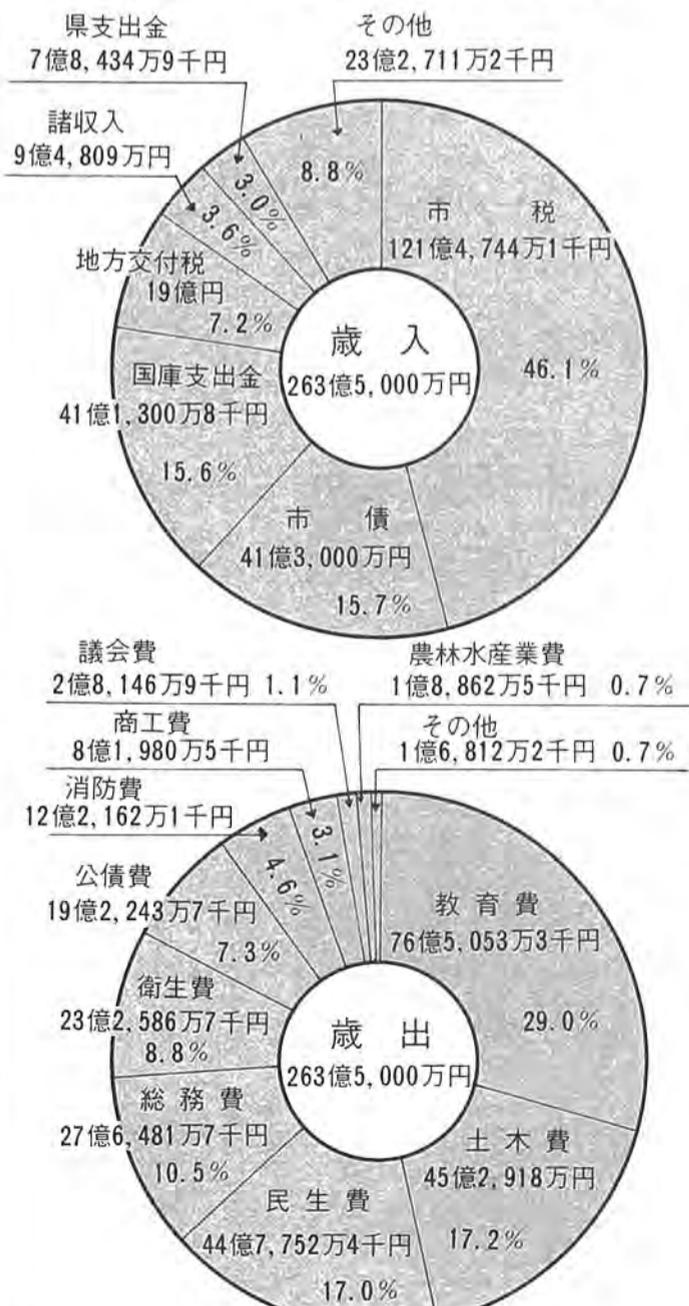 県支出金
7億8,434万9千円
その他
23億2,711万2千円
諸収入
9億4,809万円
3.0%
8.8%
3.6%
市税
121億4,744万1千円
地方交付税
19億円
7.2%
歳入
263億5,000万円
46.1%
国庫支出金
41億1,300万8千円
15.6%
市債
41億3,000万円
15.7%
議会費
2億8,146万9千円 1.1%
農林水産業費
1億8,862万5千円 0.7%
商工費
8億1,980万5千円
その他
1億6,812万2千円 0.7%
消防費
12億2,162万1千円
3.1%
4.6%
公債費
19億2,243万7千円
7.3%
教育費
76億5,053万3千円
29.0%
衛生費
23億2,586万7千円
8.8%
歳出
263億5,000万円
総務費
27億6,481万7千円
10.5%
土木費
45億2,918万円
17.2%
民生費
44億7,752万4千円
17.0%